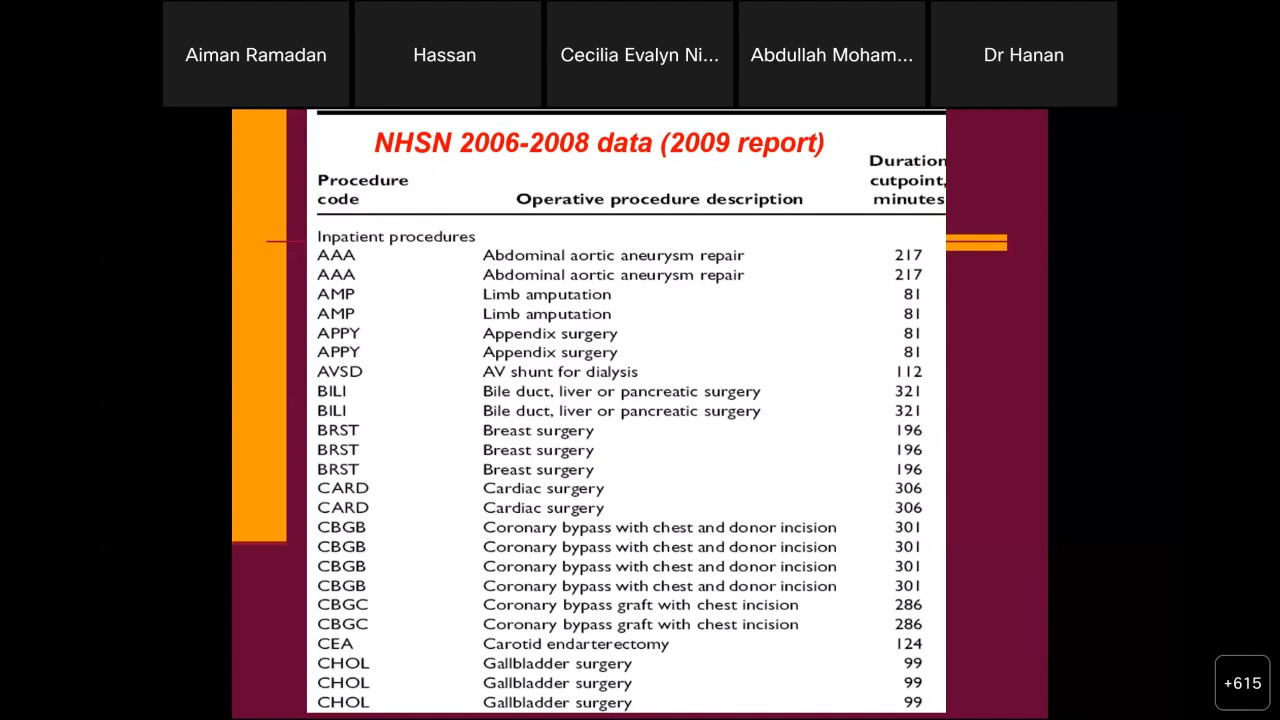 Aiman Ramadan
Hassan
Cecilia Evalyn Ni...
Abdullah Moham...
Dr Hanan
NHSN 2006-2008 data (2009 report)
Procedure code Operative procedure description Duration cutpoint, minutes
Inpatient procedures
AAA Abdominal aortic aneurysm repair 217
AAA Abdominal aortic aneurysm repair 217
AMP Limb amputation 81
AMP Limb amputation 81
APPY Appendix surgery 81
APPY Appendix surgery 81
AVSD AV shunt for dialysis 112
BILI Bile duct, liver or pancreatic surgery 321
BILI Bile duct, liver or pancreatic surgery 321
BRST Breast surgery 196
BRST Breast surgery 196
BRST Breast surgery 196
CARD Cardiac surgery 306
CARD Cardiac surgery 306
CBGB Coronary bypass with chest and donor incision 301
CBGB Coronary bypass with chest and donor incision 301
CBGB Coronary bypass with chest and donor incision 301
CBGB Coronary bypass with chest and donor incision 301
CBGC Coronary bypass graft with chest incision 286
CBGC Coronary bypass graft with chest incision 286
CEA Carotid endarterectomy 124
CHOL Gallbladder surgery 99
CHOL Gallbladder surgery 99
CHOL Gallbladder surgery 99
+615